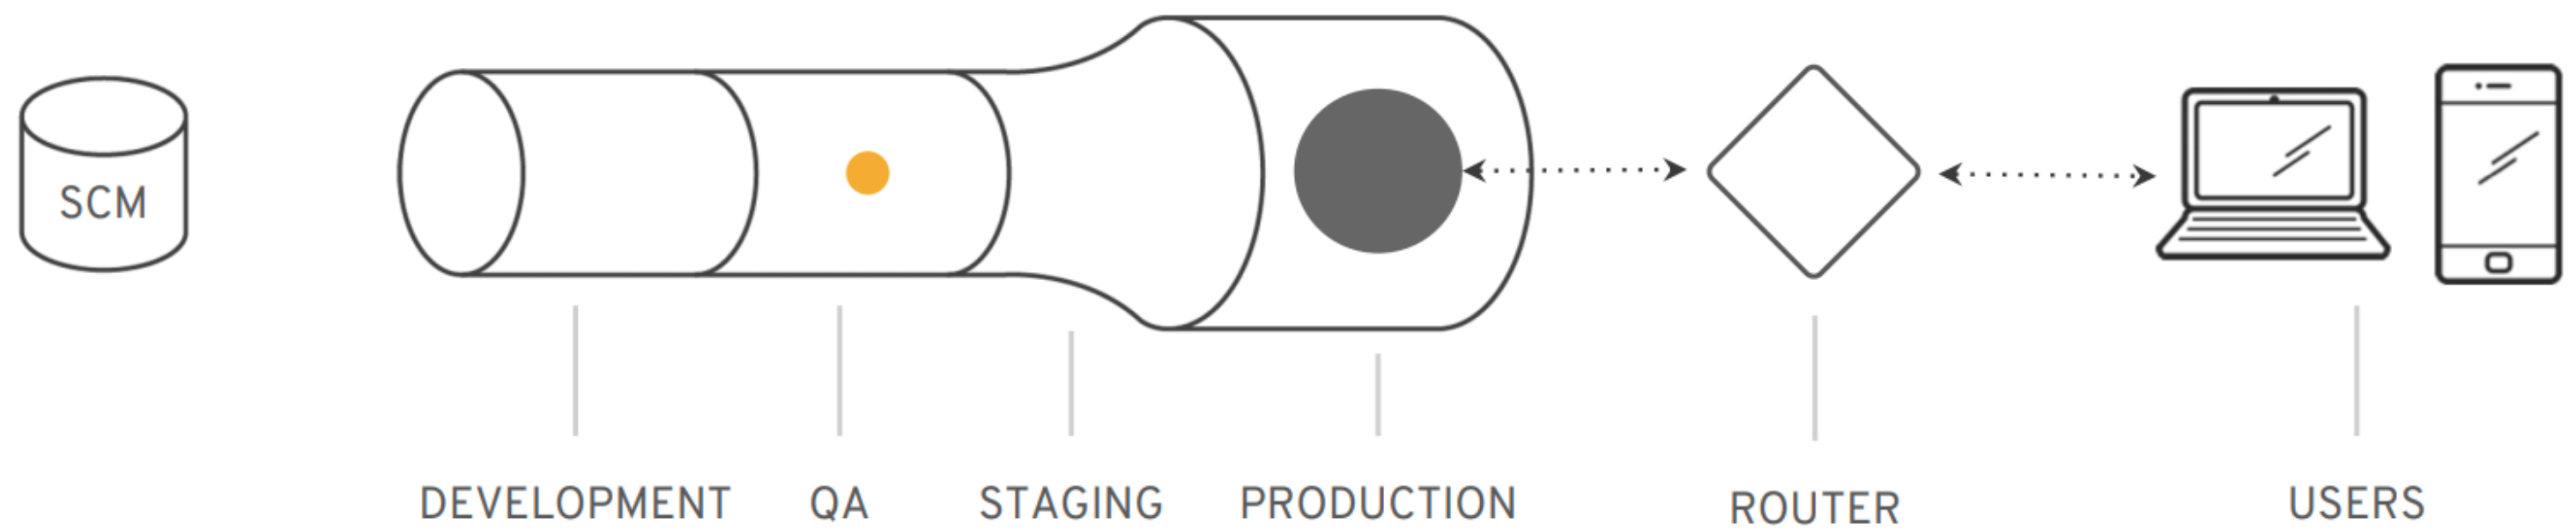 SCM
DEVELOPMENT
QA
STAGING
PRODUCTION
ROUTER
USERS